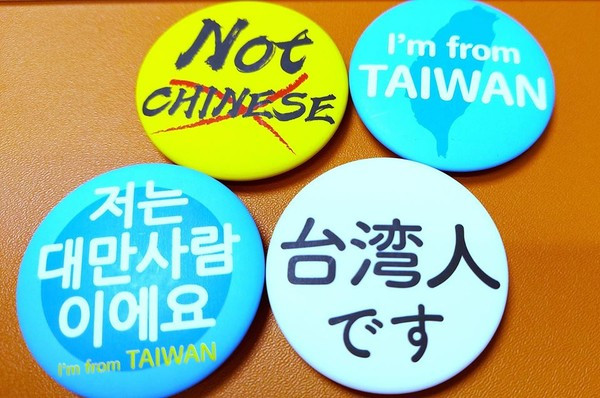 Not
CHINESE
I'm from
TAIWAN
저는
대만사람
이에요
I'm from TAIWAN
台湾人
です